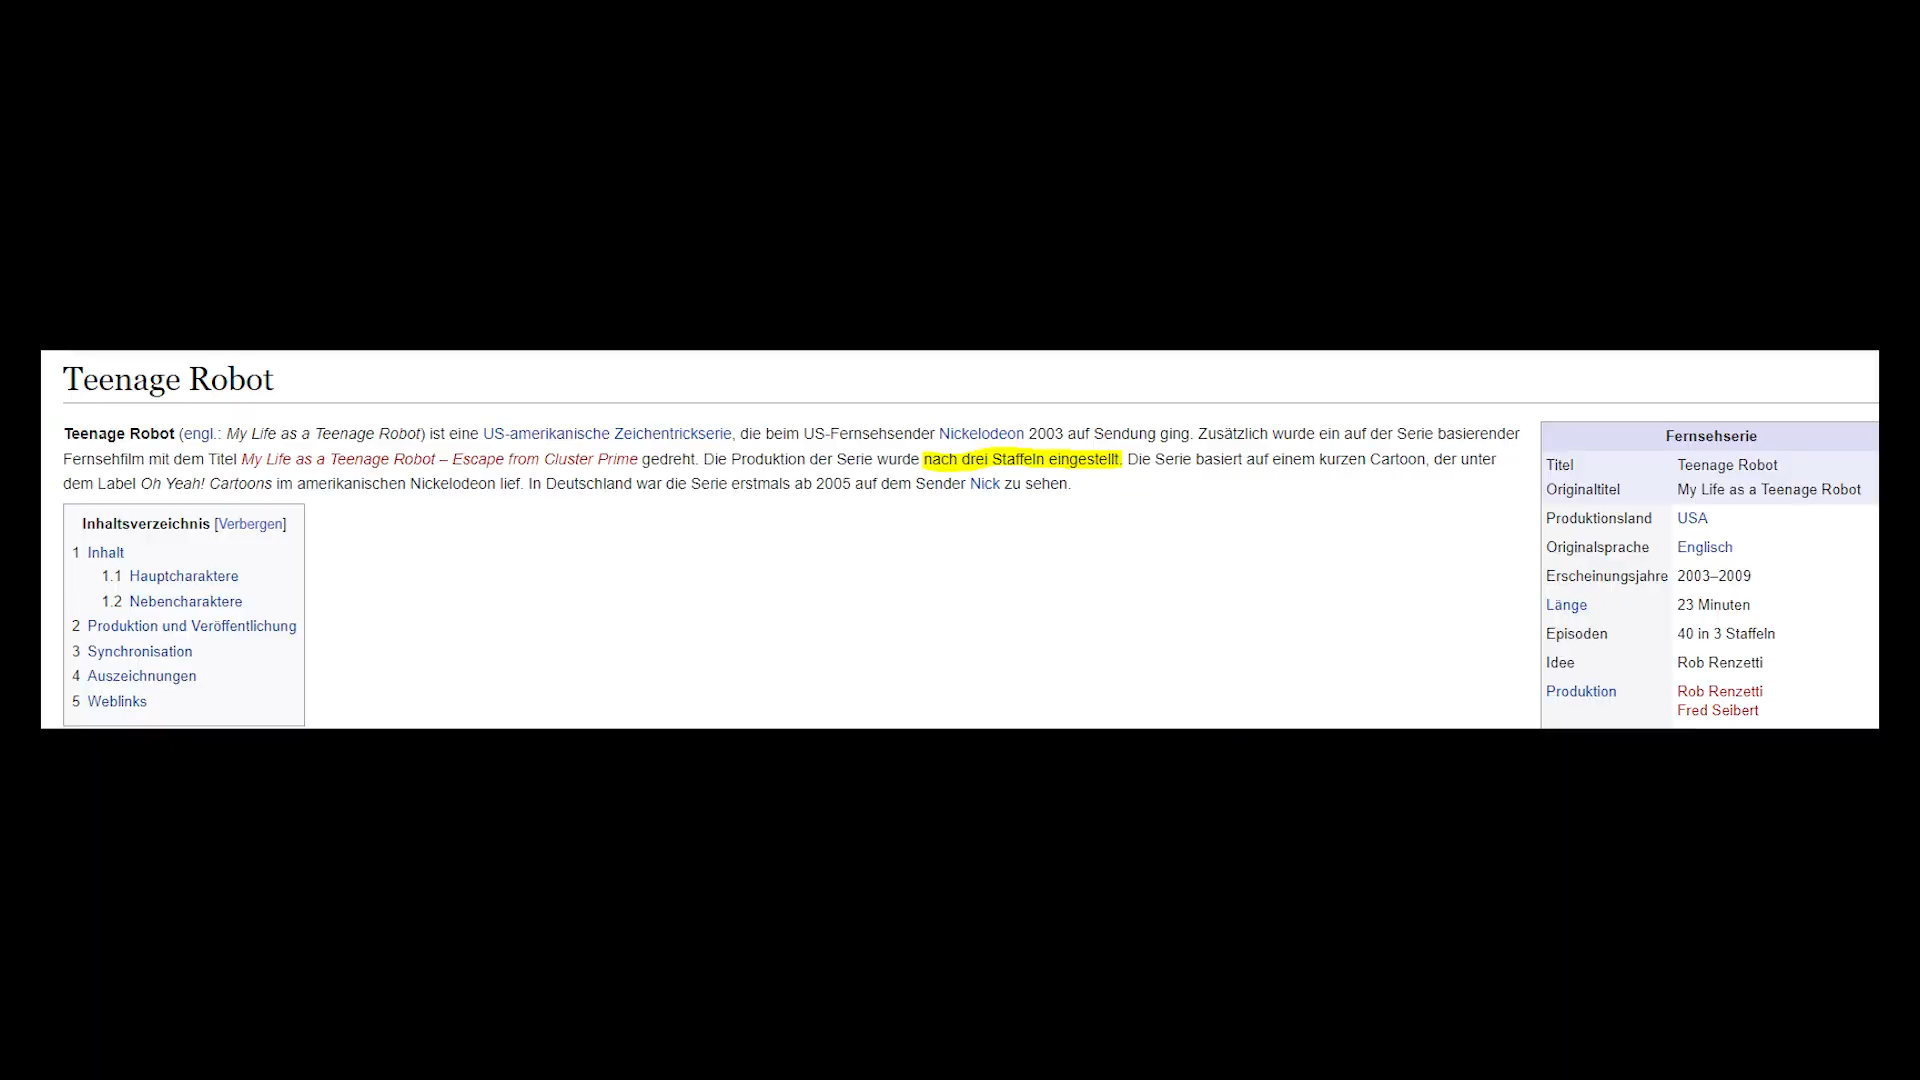 Teenage Robot
Teenage Robot (engl.: My Life as a Teenage Robot) ist eine US-amerikanische Zeichentrickserie, die beim US-Fernsehsender Nickelodeon 2003 auf Sendung ging. Zusätzlich wurde ein auf der Serie basierender
Fernsehfilm mit dem Titel My Life as a Teenage Robot – Escape from Cluster Prime gedreht. Die Produktion der Serie wurde nach drei Staffeln eingestellt. Die Serie basiert auf einem kurzen Cartoon, der unter
dem Label Oh Yeah! Cartoons im amerikanischen Nickelodeon lief. In Deutschland war die Serie erstmals ab 2005 auf dem Sender Nick zu sehen.
Inhaltsverzeichnis [Verbergen]
1 Inhalt
1.1 Hauptcharaktere
1.2 Nebencharaktere
2 Produktion und Veröffentlichung
3 Synchronisation
4 Auszeichnungen
5 Weblinks
Fernsehserie
Titel Teenage Robot
Originaltitel My Life as a Teenage Robot
Produktionsland USA
Originalsprache Englisch
Erscheinungsjahre 2003–2009
Länge 23 Minuten
Episoden 40 in 3 Staffeln
Idee Rob Renzetti
Produktion Rob Renzetti
Fred Seibert